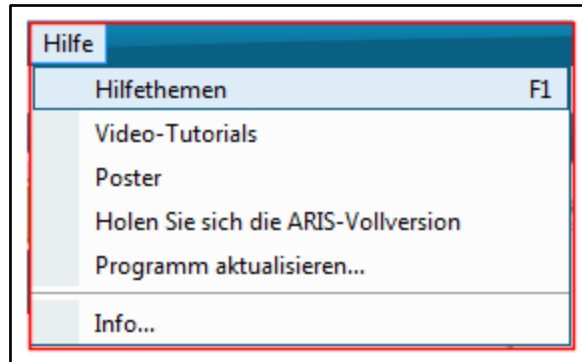 Hilfe
Hilfethemen F1
Video-Tutorials
Poster
Holen Sie sich die ARIS-Vollversion
Programm aktualisieren...
Info...